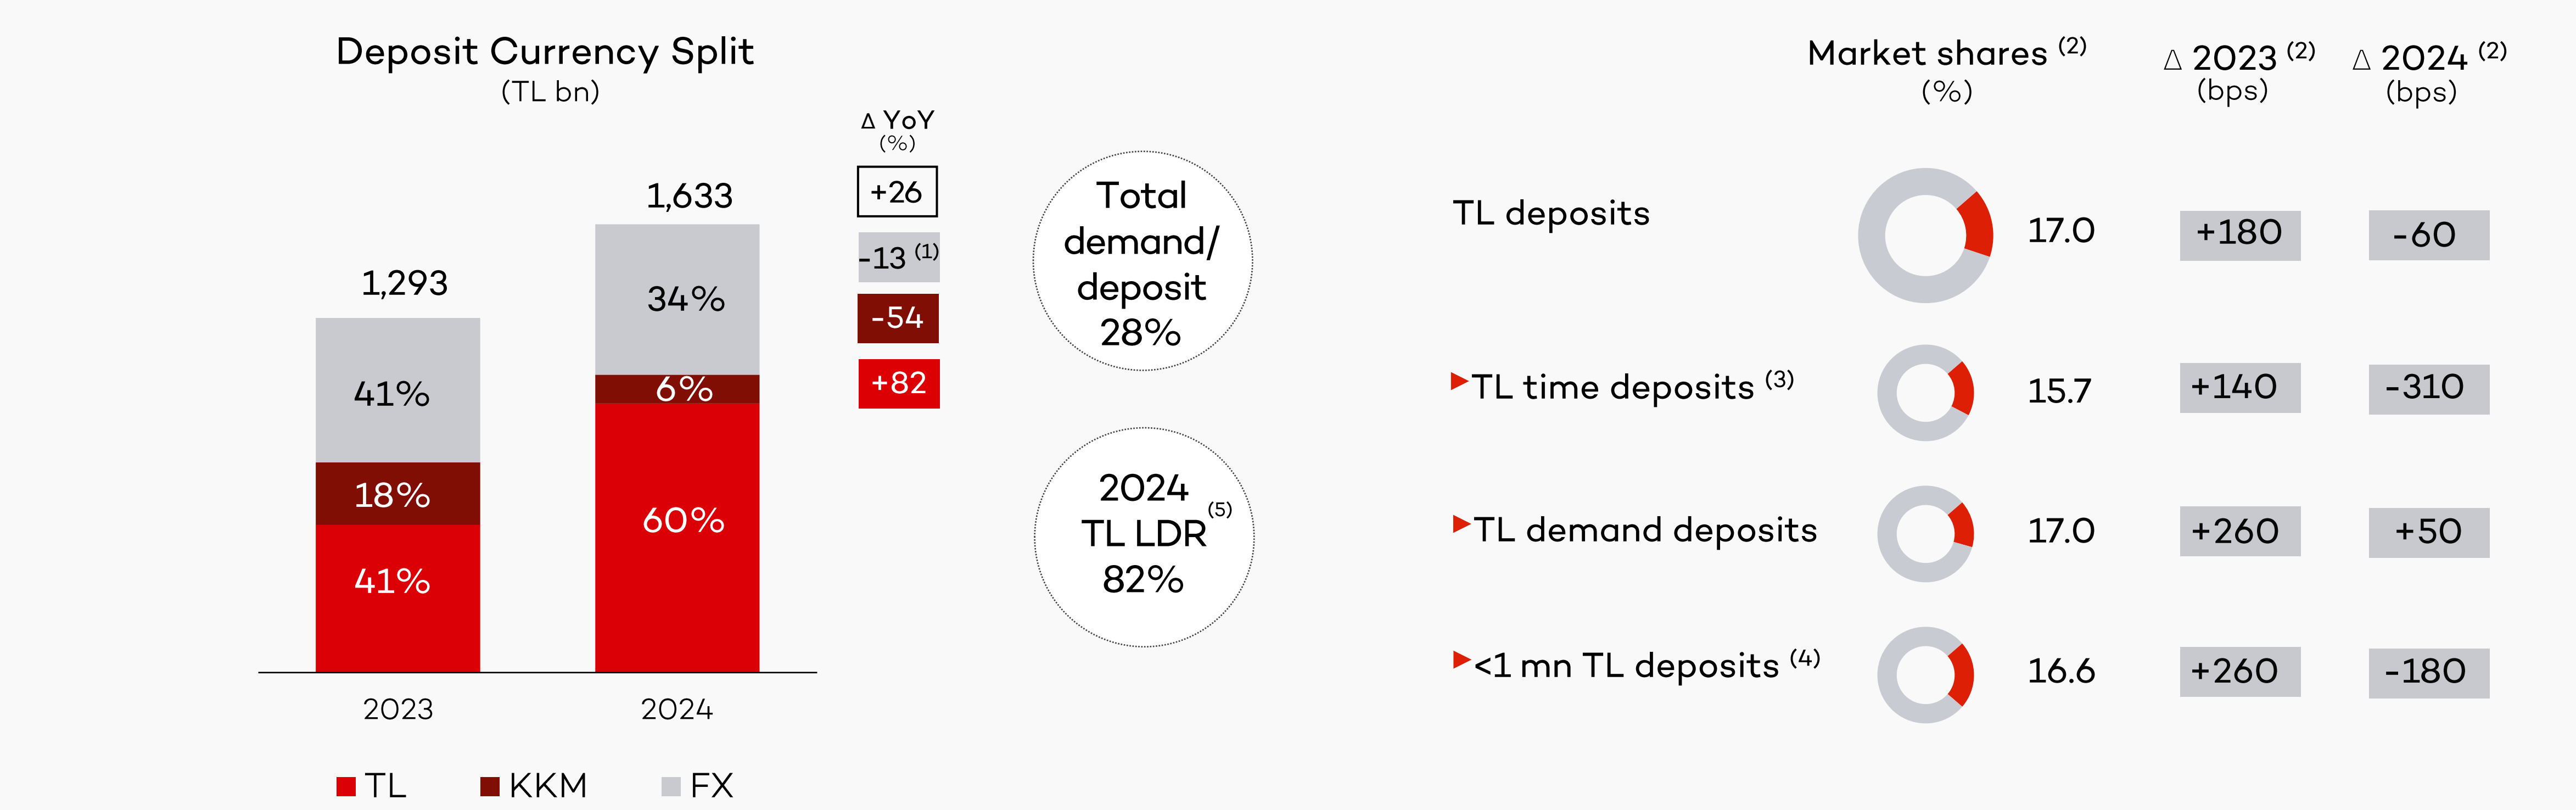 Deposit Currency Split
(TL bn)
Δ YoY
(%)
1,293
1,633
41%
18%
41%
34%
6%
60%
+26
-13 (1)
-54
+82
2023
2024
TL
KKM
FX
Total
demand/
deposit
28%
2024
TL LDR (5)
82%
Market shares (2)
(%)
Δ 2023 (2)
(bps)
Δ 2024 (2)
(bps)
TL deposits
17.0
+180
-60
TL time deposits (3)
15.7
+140
-310
TL demand deposits
17.0
+260
+50
<1 mn TL deposits (4)
16.6
+260
-180